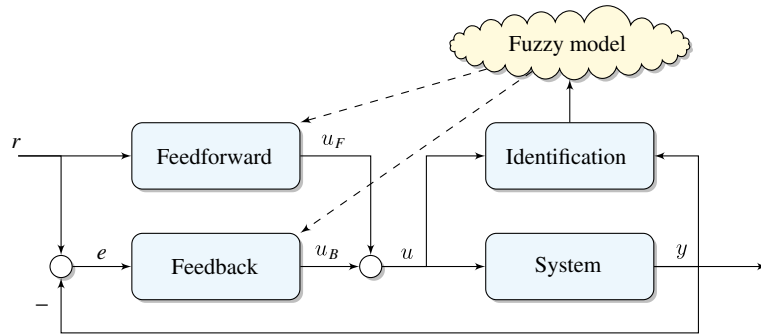 Fuzzy model
r
Feedforward
u_F
Identification
e
Feedback
u_B
u
System
y
−